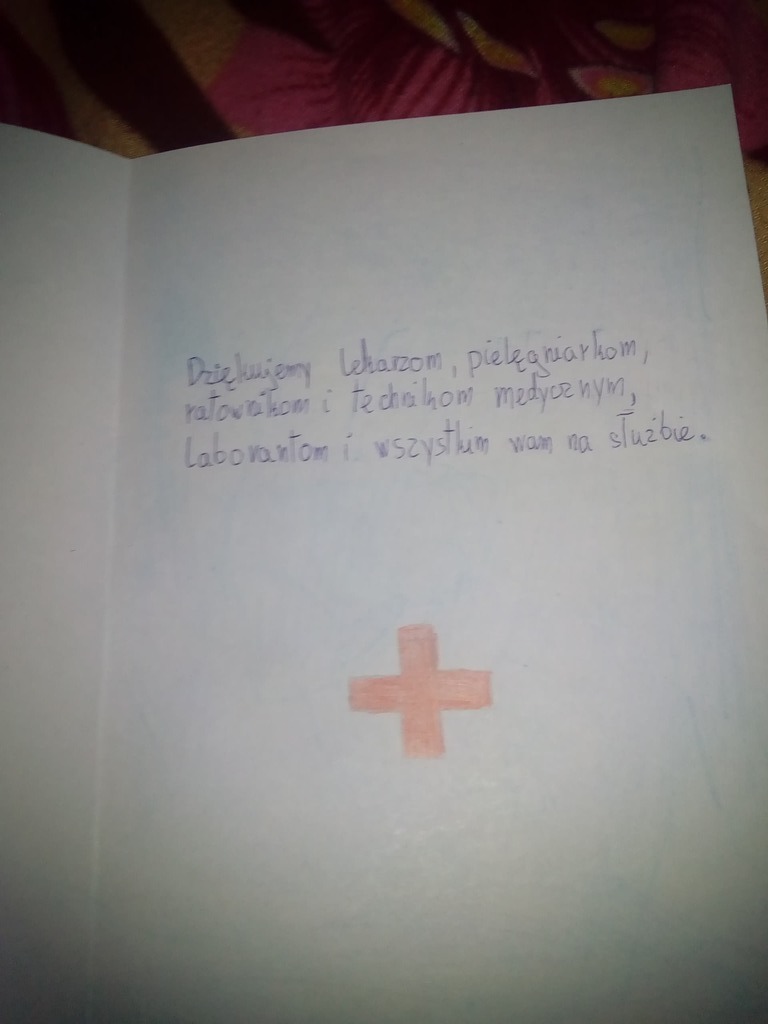 Dziękujemy lekarzom, pielęgniarkom,
ratownikom i technikom medycznym,
laborantom i wszystkim wam na służbie.